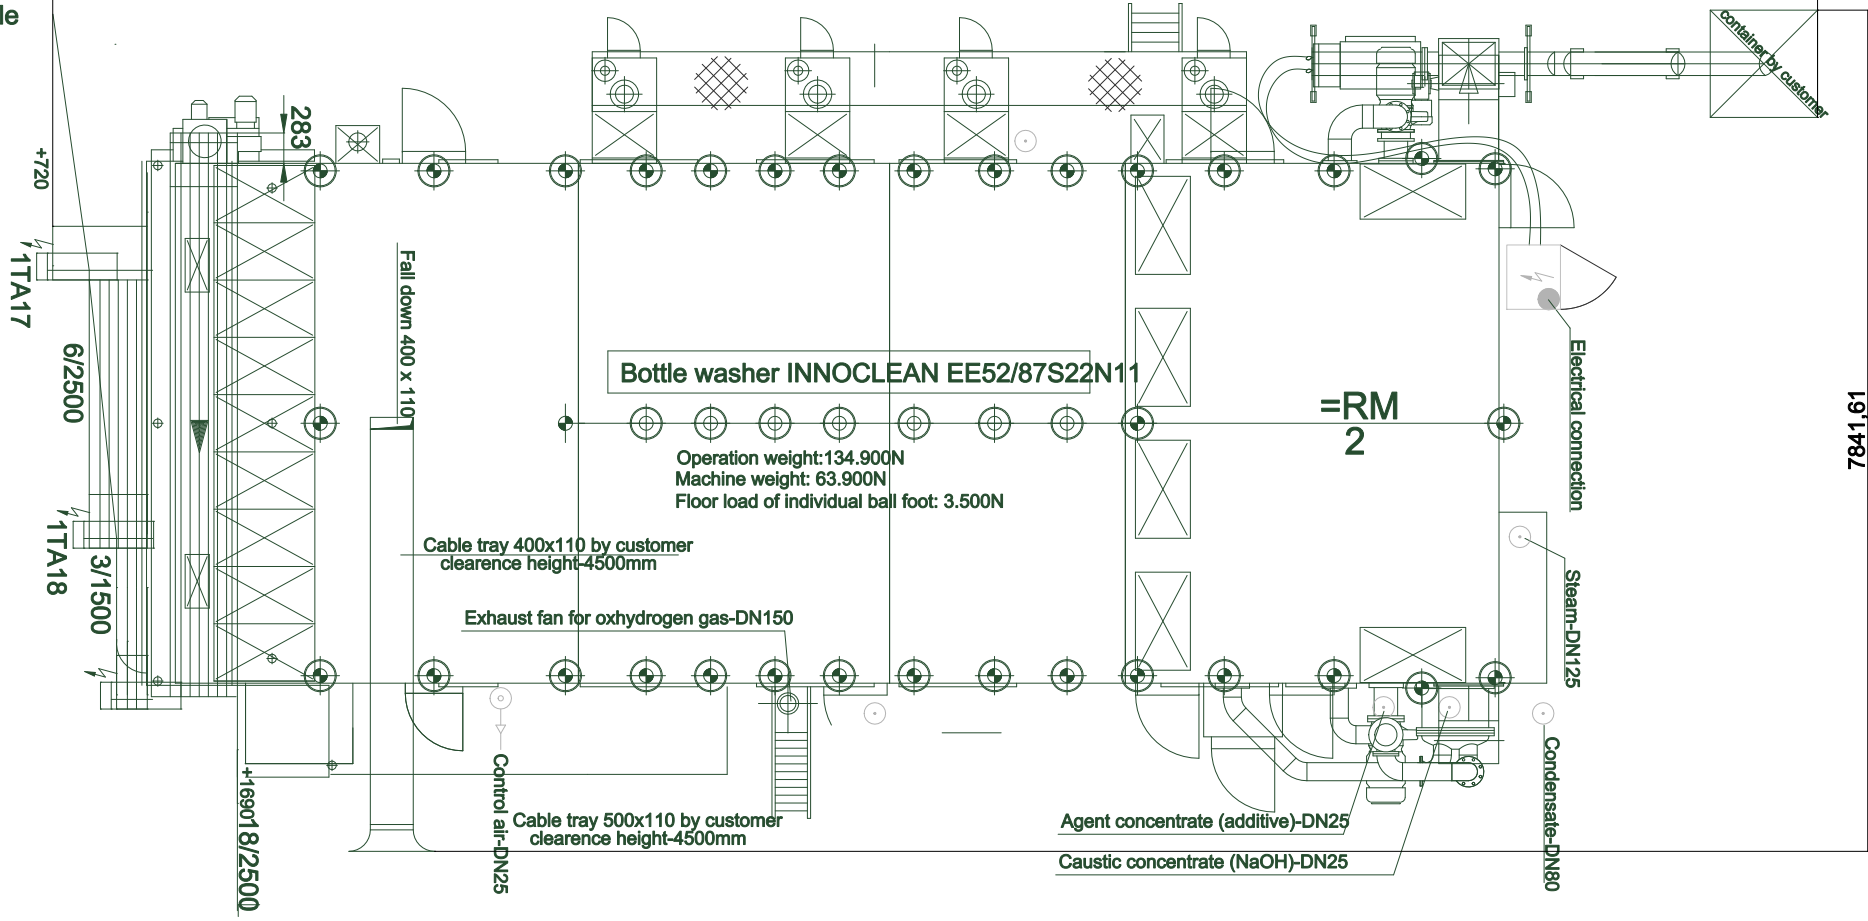 le
container by customer
283
+720
1TA17
Fall down 400 x 110
6/2500
Bottle washer INNOCLEAN EE52/87S22N11
Electrical connection
=RM
2
7841,61
Operation weight:134.900N
Machine weight: 63.900N
Floor load of individual ball foot: 3.500N
1TA18
3/1500
Cable tray 400x110 by customer
clearence height-4500mm
Steam-DN125
Exhaust fan for oxhydrogen gas-DN150
Control air-DN25
Condensate-DN80
+1690
18/2500
Cable tray 500x110 by customer
clearence height-4500mm
Agent concentrate (additive)-DN25
Caustic concentrate (NaOH)-DN25